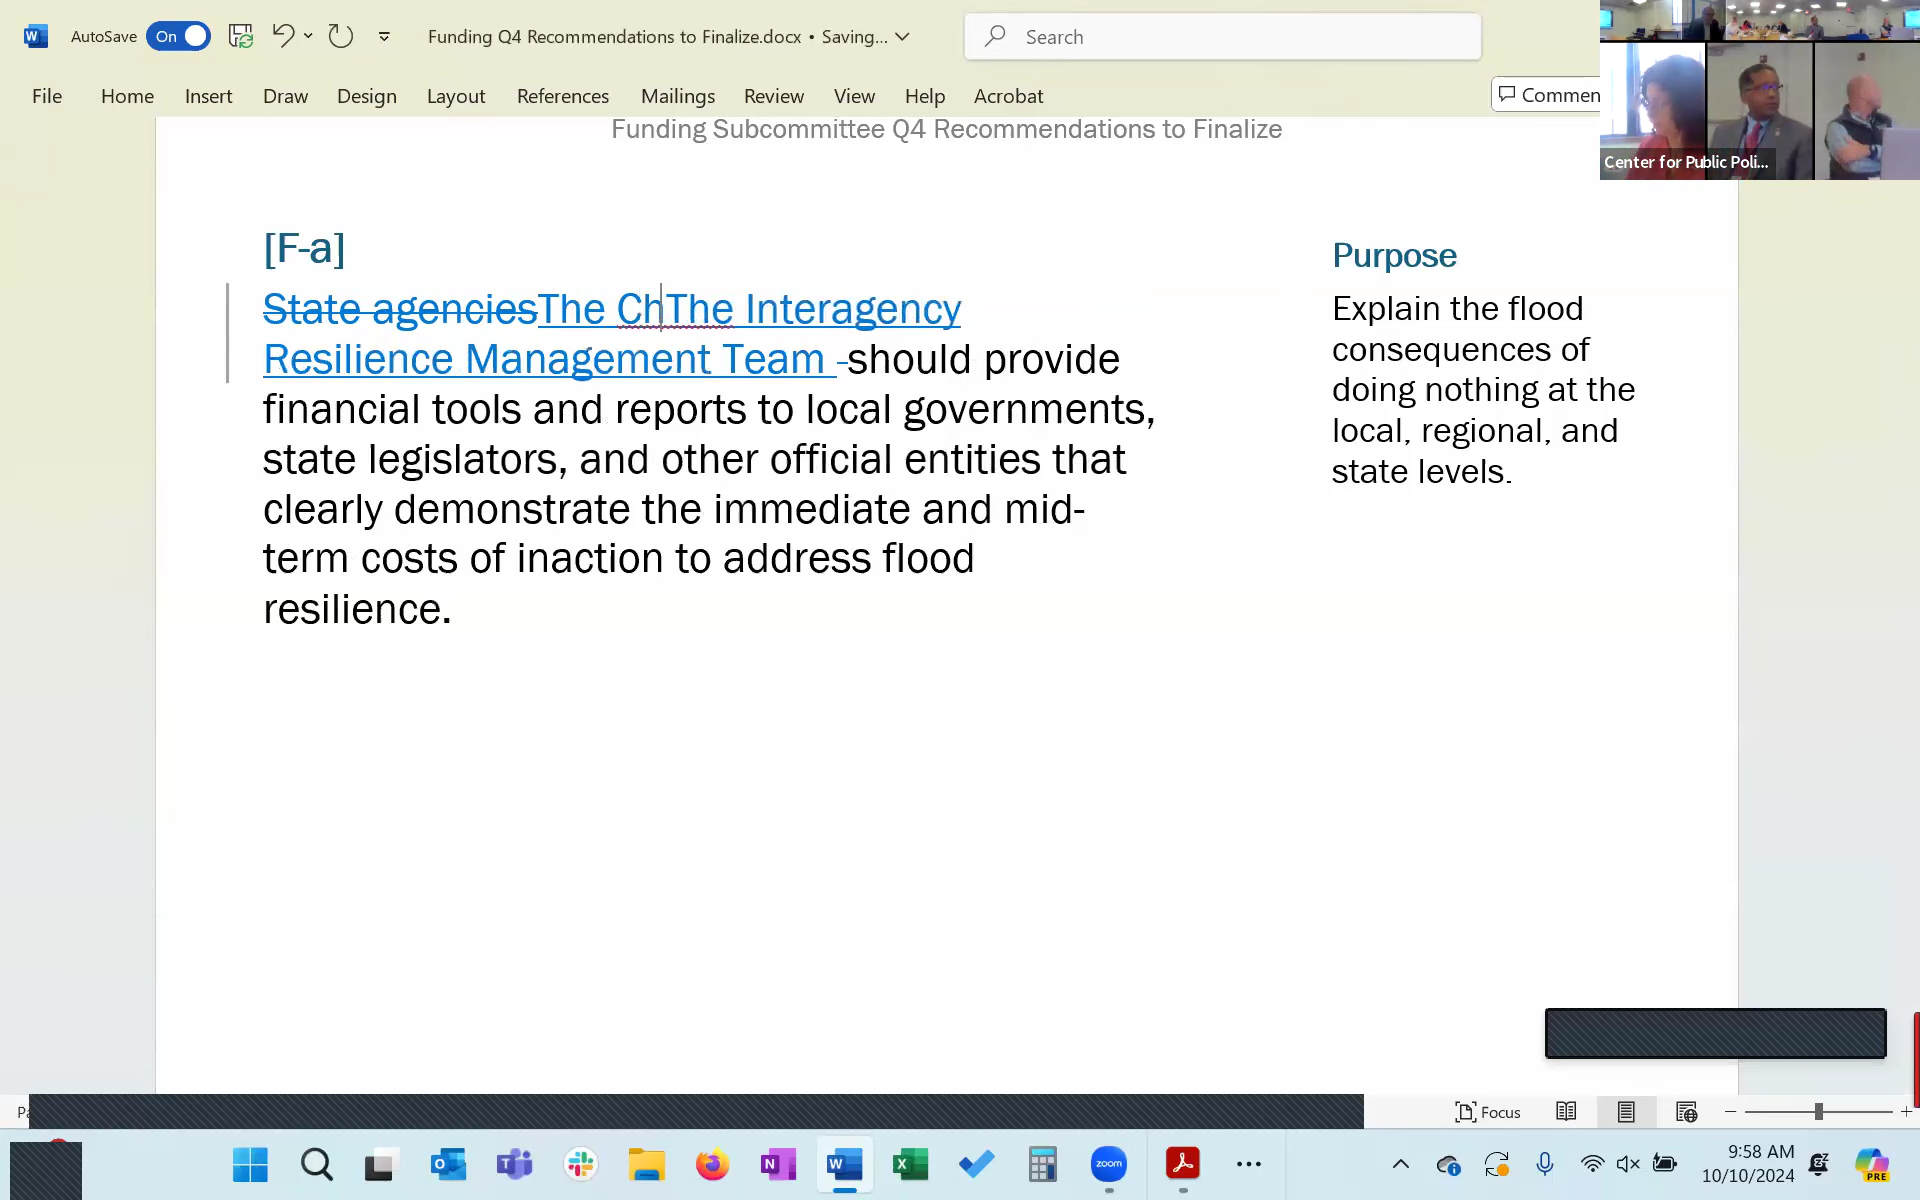 AutoSave On Funding Q4 Recommendations to Finalize.docx • Saving... Search
File Home Insert Draw Design Layout References Mailings Review View Help Acrobat Commen
Center for Public Poli...
Funding Subcommittee Q4 Recommendations to Finalize
[F-a]
State agenciesThe ChThe Interagency
Resilience Management Team -should provide
financial tools and reports to local governments,
state legislators, and other official entities that
clearly demonstrate the immediate and mid-
term costs of inaction to address flood
resilience.
Purpose
Explain the flood
consequences of
doing nothing at the
local, regional, and
state levels.
Focus
zoom
9:58 AM
10/10/2024
PRE